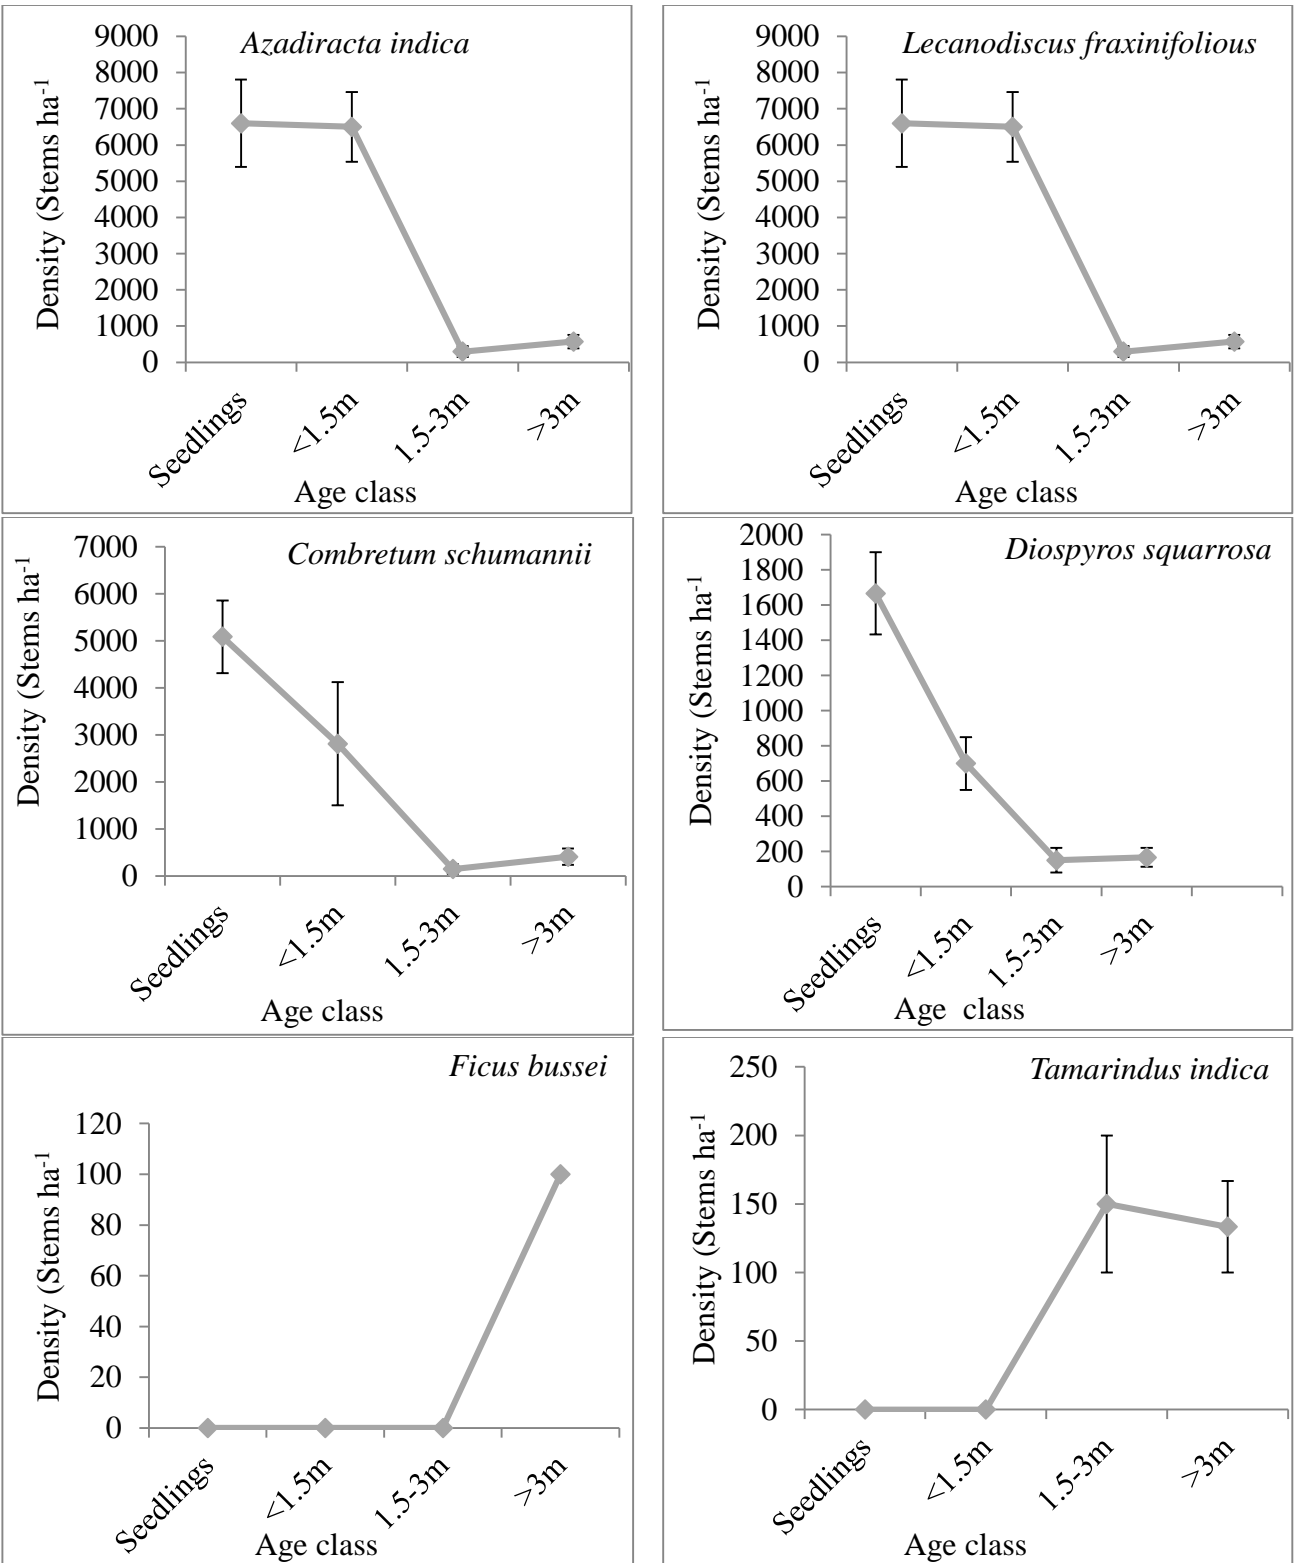 Azadiracta indica
Density (Stems ha-1
9000
8000
7000
6000
5000
4000
3000
2000
1000
0
Seedlings
<1.5m
1.5-3m
>3m
Age class
Lecanodiscus fraxinifolious
Density (Stems ha-1
9000
8000
7000
6000
5000
4000
3000
2000
1000
0
Seedlings
<1.5m
1.5-3m
>3m
Age class
Combretum schumannii
Density (Stems ha-1
7000
6000
5000
4000
3000
2000
1000
0
Seedlings
<1.5m
1.5-3m
>3m
Age class
Diospyros squarrosa
Density (Stems ha-1
2000
1800
1600
1400
1200
1000
800
600
400
200
0
Seedlings
<1.5m
1.5-3m
>3m
Age  class
Ficus bussei
Density (Stems ha-1
120
100
80
60
40
20
0
Seedlings
<1.5m
1.5-3m
>3m
Age class
Tamarindus indica
Density (Stems ha-1
250
200
150
100
50
0
Seedlings
<1.5m
1.5-3m
>3m
Age class